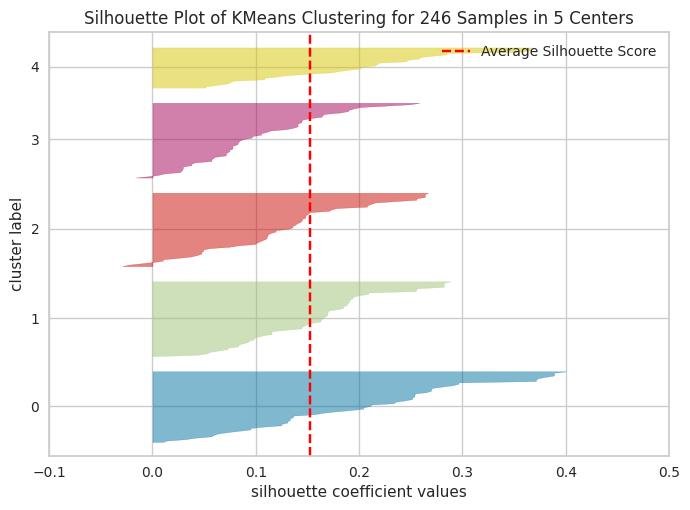 Silhouette Plot of KMeans Clustering for 246 Samples in 5 Centers
Average Silhouette Score
cluster label
4
3
2
1
0
−0.1 0.0 0.1 0.2 0.3 0.4 0.5
silhouette coefficient values